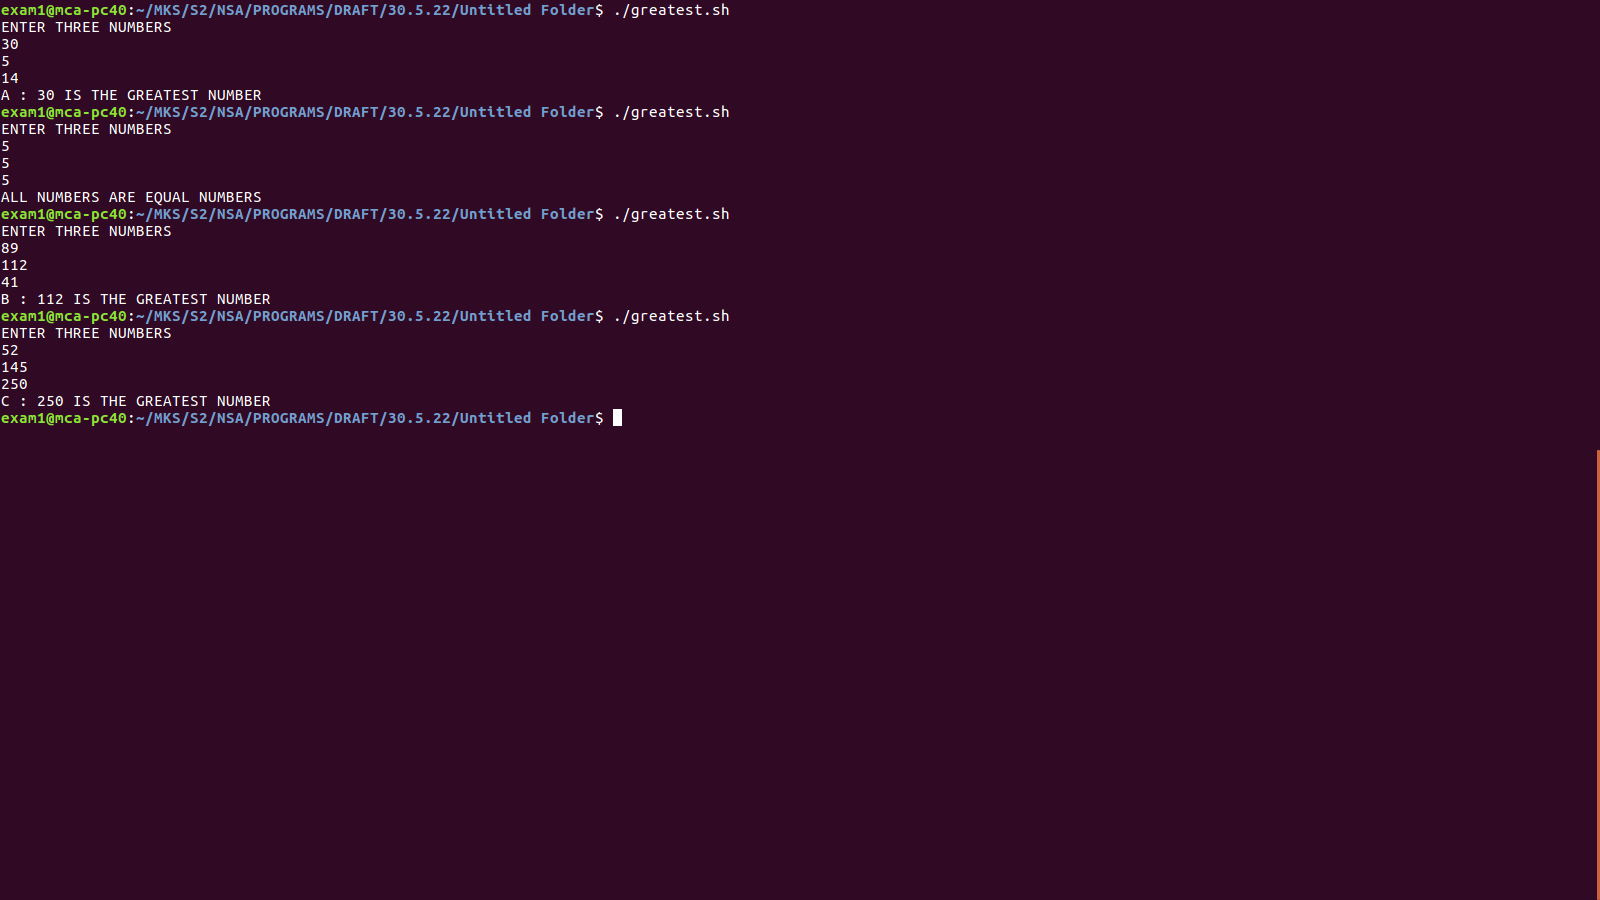 exam1@mca-pc40:~/MKS/S2/NSA/PROGRAMS/DRAFT/30.5.22/Untitled Folder$ ./greatest.sh
ENTER THREE NUMBERS
30
5
14
A : 30 IS THE GREATEST NUMBER
exam1@mca-pc40:~/MKS/S2/NSA/PROGRAMS/DRAFT/30.5.22/Untitled Folder$ ./greatest.sh
ENTER THREE NUMBERS
5
5
5
ALL NUMBERS ARE EQUAL NUMBERS
exam1@mca-pc40:~/MKS/S2/NSA/PROGRAMS/DRAFT/30.5.22/Untitled Folder$ ./greatest.sh
ENTER THREE NUMBERS
89
112
41
B : 112 IS THE GREATEST NUMBER
exam1@mca-pc40:~/MKS/S2/NSA/PROGRAMS/DRAFT/30.5.22/Untitled Folder$ ./greatest.sh
ENTER THREE NUMBERS
52
145
250
C : 250 IS THE GREATEST NUMBER
exam1@mca-pc40:~/MKS/S2/NSA/PROGRAMS/DRAFT/30.5.22/Untitled Folder$